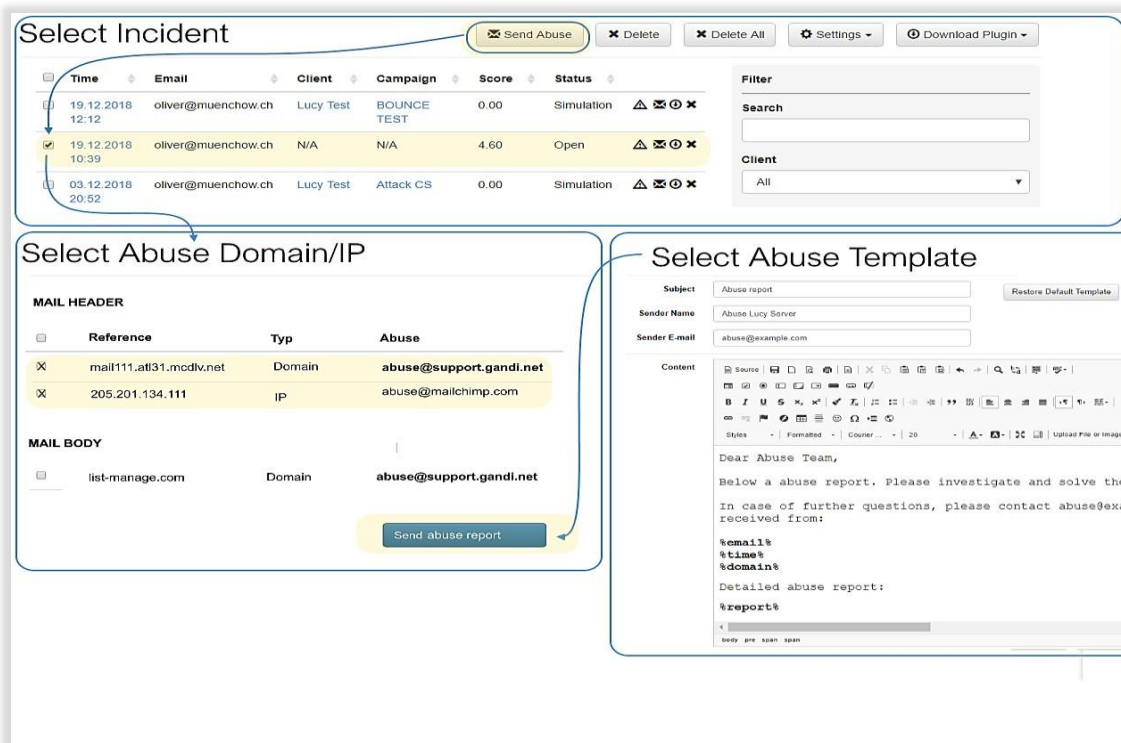 Select Incident
Send Abuse
Delete
Delete All
Settings
Download Plugin
Time Email Client Campaign Score Status
19.12.2018 oliver@muenchow.ch Lucy Test BOUNCE 0.00 Simulation
12:12 TEST
19.12.2018 oliver@muenchow.ch N/A N/A 4.60 Open
10:39
03.12.2018 oliver@muenchow.ch Lucy Test Attack CS 0.00 Simulation
20:52
Filter
Search
Client
All
Select Abuse Domain/IP
MAIL HEADER
Reference Typ Abuse
mail111.atl31.mcdlv.net Domain abuse@support.gandi.net
205.201.134.111 IP abuse@mailchimp.com
MAIL BODY
list-manage.com Domain abuse@support.gandi.net
Send abuse report
Select Abuse Template
Subject Abuse report
Restore Default Template
Sender Name Abuse Lucy Server
Sender E-mail abuse@example.com
Content
Source
B I U S x₂ x² Tₓ
Styles Formatted Courier ... 20 A A Upload File or Image
Dear Abuse Team,
Below a abuse report. Please investigate and solve the
In case of further questions, please contact abuse@exa
received from:
%email%
%time%
%domain%
Detailed abuse report:
%report%
body pre span span